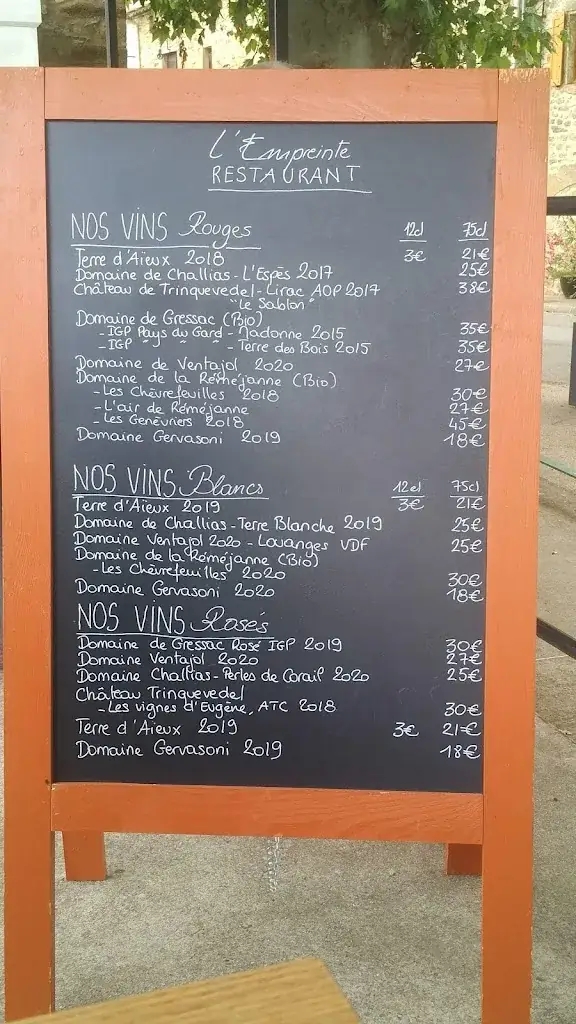 L'Empreinte
RESTAURANT
NOS VINS Rouges 12cl 75cl
Terre d'Aïeux 2018 3€ 21€
Domaine de Challias - L'Espès 2017 25€
Château de Trinquevedel - Lirac AOP 2017 38€
"Le Sablon"
Domaine de Gressac (Bio)
- IGP Pays du Gard - Madonne 2015 35€
- IGP " " " - Terre des Bois 2015 35€
Domaine de Ventajol 2020 27€
Domaine de la Réméjanne (Bio)
- Les Chèvrefeuilles 2018 30€
- L'air de Réméjanne 27€
- Les Genévriers 2018 45€
Domaine Gervasoni 2019 18€
NOS VINS Blancs 12cl 75cl
Terre d'Aïeux 2019 3€ 21€
Domaine de Challias - Terre Blanche 2019 25€
Domaine Ventajol 2020 - Louanges VDF 25€
Domaine de la Réméjanne (Bio)
- Les Chèvrefeuilles 2020 30€
Domaine Gervasoni 2020 18€
NOS VINS Rosés
Domaine de Gressac Rosé IGP 2019 30€
Domaine Ventajol 2020 27€
Domaine Challias - Perles de Corail 2020 25€
Château Trinquevedel
- Les vignes d'Eugène, ATC 2018 30€
Terre d'Aïeux 2019 3€ 21€
Domaine Gervasoni 2019 18€